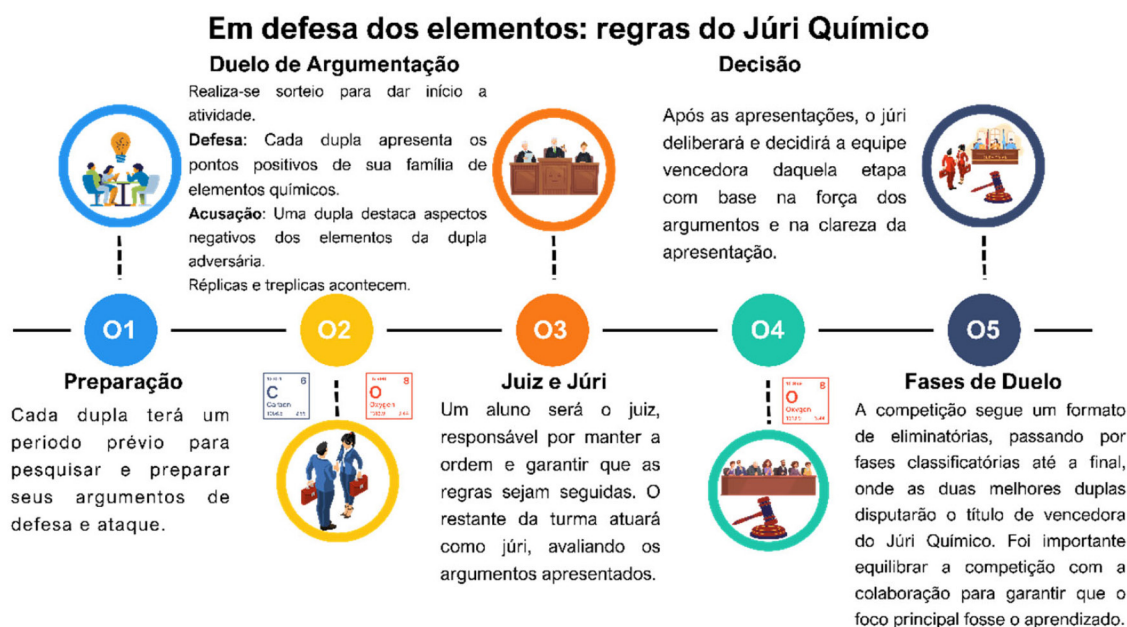 Em defesa dos elementos: regras do Júri Químico
Duelo de Argumentação
Realiza-se sorteio para dar início a
atividade.
Defesa: Cada dupla apresenta os
pontos positivos de sua família de
elementos químicos.
Acusação: Uma dupla destaca aspectos
negativos dos elementos da dupla
adversária.
Réplicas e treplicas acontecem.
Decisão
Após as apresentações, o júri
deliberará e decidirá a equipe
vencedora daquela etapa
com base na força dos
argumentos e na clareza da
apresentação.
O1
O2
O3
O4
O5
Preparação
Cada dupla terá um
periodo prévio para
pesquisar e preparar
seus argumentos de
defesa e ataque.
6
C
Carbon
8
O
Oxygen
Juiz e Júri
Um aluno será o juiz,
responsável por manter a
ordem e garantir que as
regras sejam seguidas. O
restante da turma atuará
como júri, avaliando os
argumentos apresentados.
8
O
Oxygen
Fases de Duelo
A competição segue um formato
de eliminatórias, passando por
fases classificatórias até a final,
onde as duas melhores duplas
disputarão o título de vencedora
do Júri Químico. Foi importante
equilibrar a competição com a
colaboração para garantir que o
foco principal fosse o aprendizado.